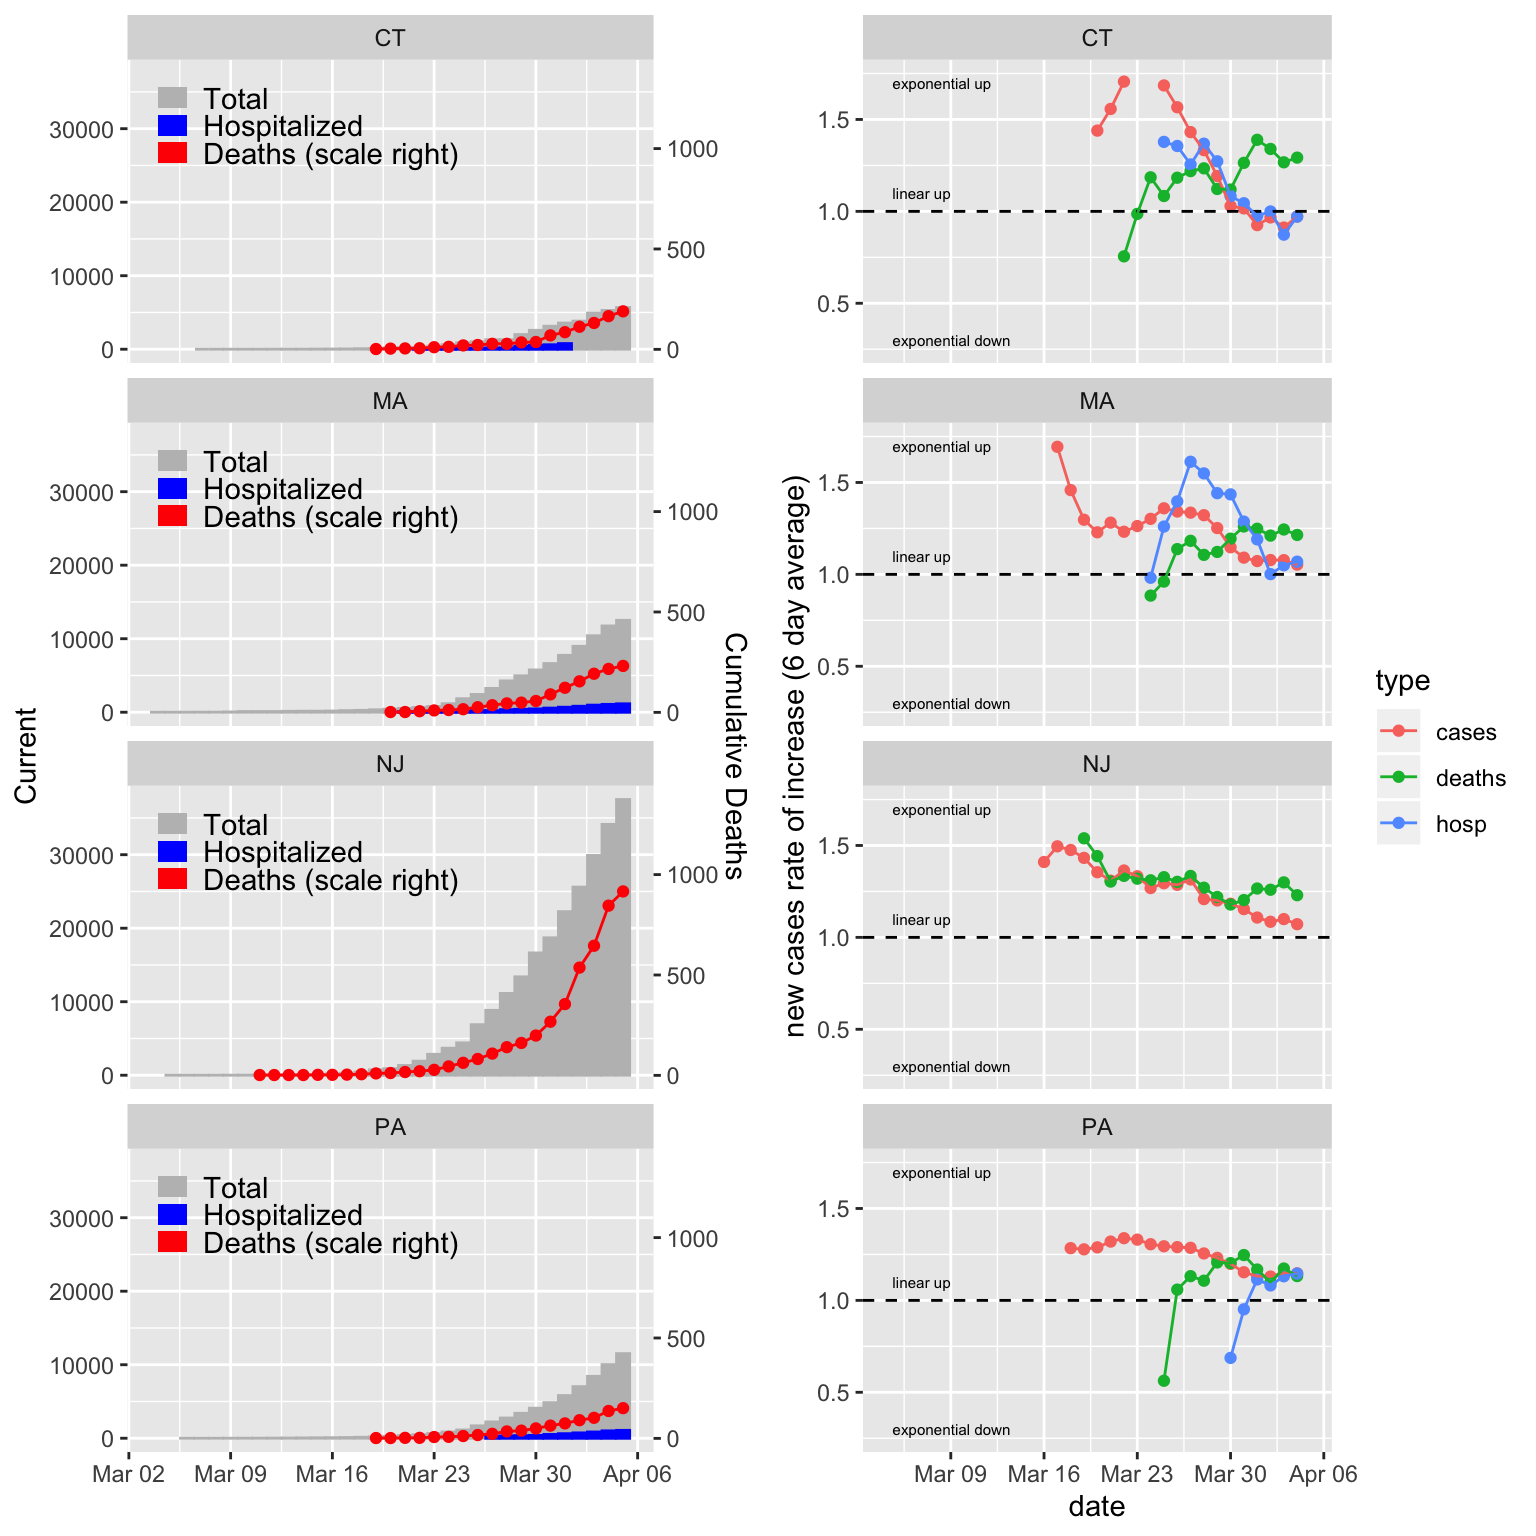 CT
Total
Hospitalized
Deaths (scale right)
30000
20000
10000
0
1000
500
0
MA
Total
Hospitalized
Deaths (scale right)
30000
20000
10000
0
1000
500
0
NJ
Total
Hospitalized
Deaths (scale right)
30000
20000
10000
0
1000
500
0
PA
Total
Hospitalized
Deaths (scale right)
30000
20000
10000
0
1000
500
0
Mar 02 Mar 09 Mar 16 Mar 23 Mar 30 Apr 06
Current
Cumulative Deaths
CT
exponential up
linear up
exponential down
1.5
1.0
0.5
MA
exponential up
linear up
exponential down
1.5
1.0
0.5
NJ
exponential up
linear up
exponential down
1.5
1.0
0.5
PA
exponential up
linear up
exponential down
1.5
1.0
0.5
Mar 09 Mar 16 Mar 23 Mar 30 Apr 06
date
new cases rate of increase (6 day average)
type
cases
deaths
hosp